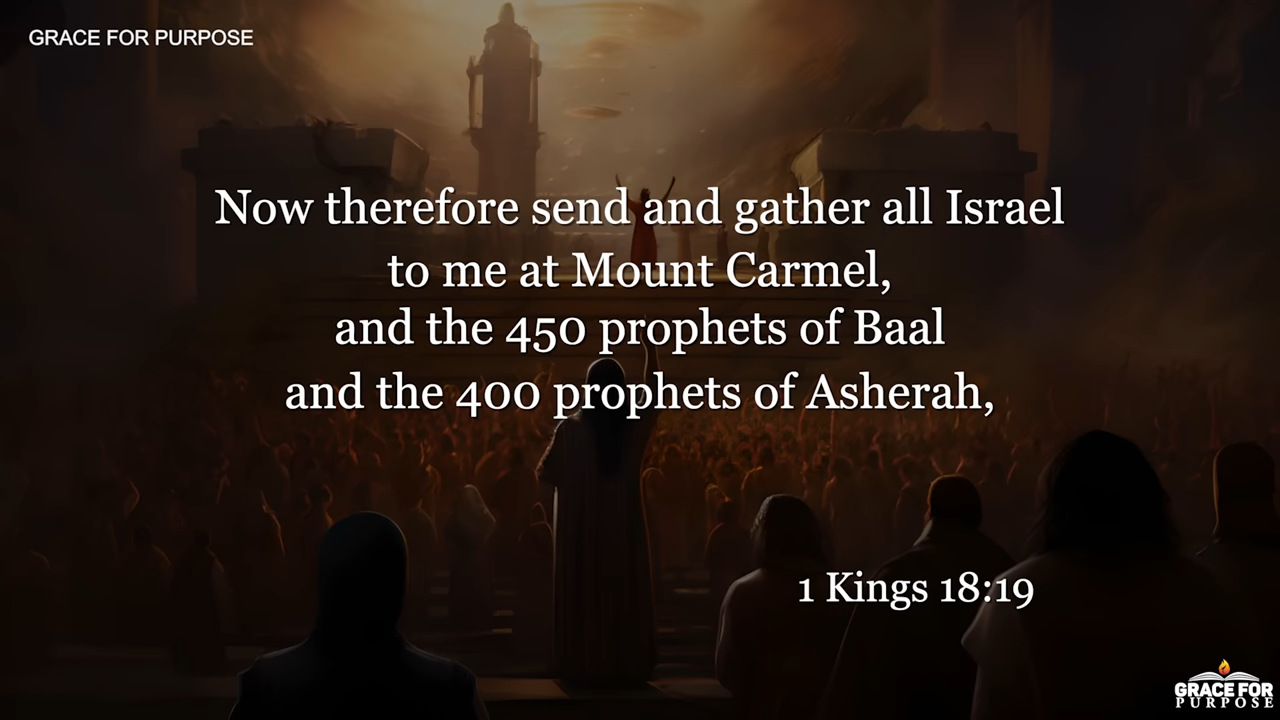 GRACE FOR PURPOSE
Now therefore send and gather all Israel
to me at Mount Carmel,
and the 450 prophets of Baal
and the 400 prophets of Asherah,
1 Kings 18:19
GRACE FOR
PURPOSE